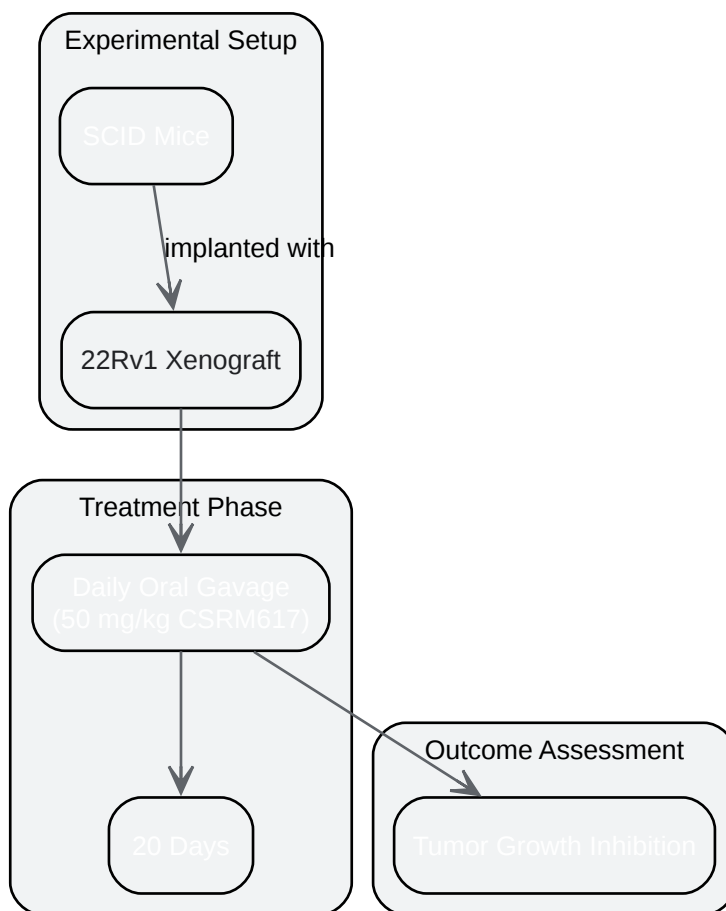 Experimental Setup
SCID Mice
implanted with
22Rv1 Xenograft
Treatment Phase
Daily Oral Gavage
(50 mg/kg CSRM617)
20 Days
Outcome Assessment
Tumor Growth Inhibition